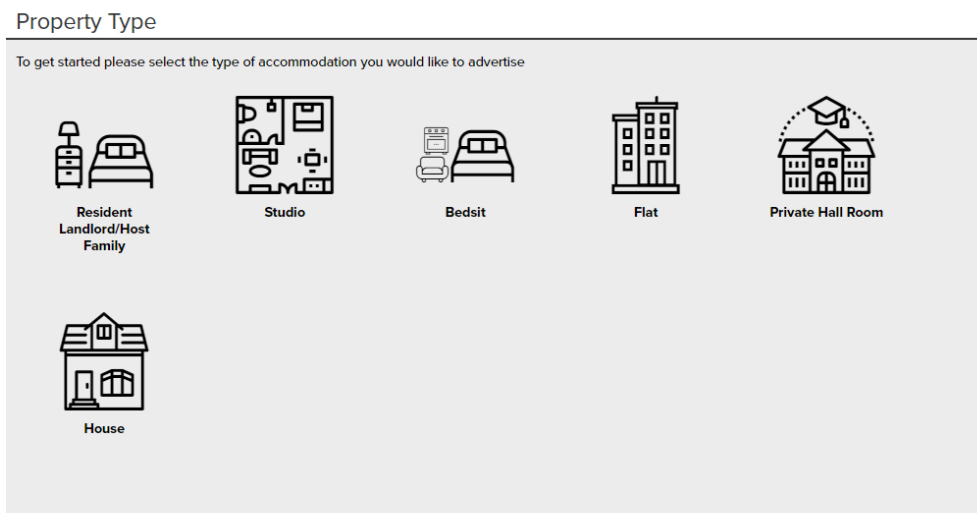 Property Type
To get started please select the type of accommodation you would like to advertise
Resident
Landlord/Host
Family
Studio
Bedsit
Flat
Private Hall Room
House